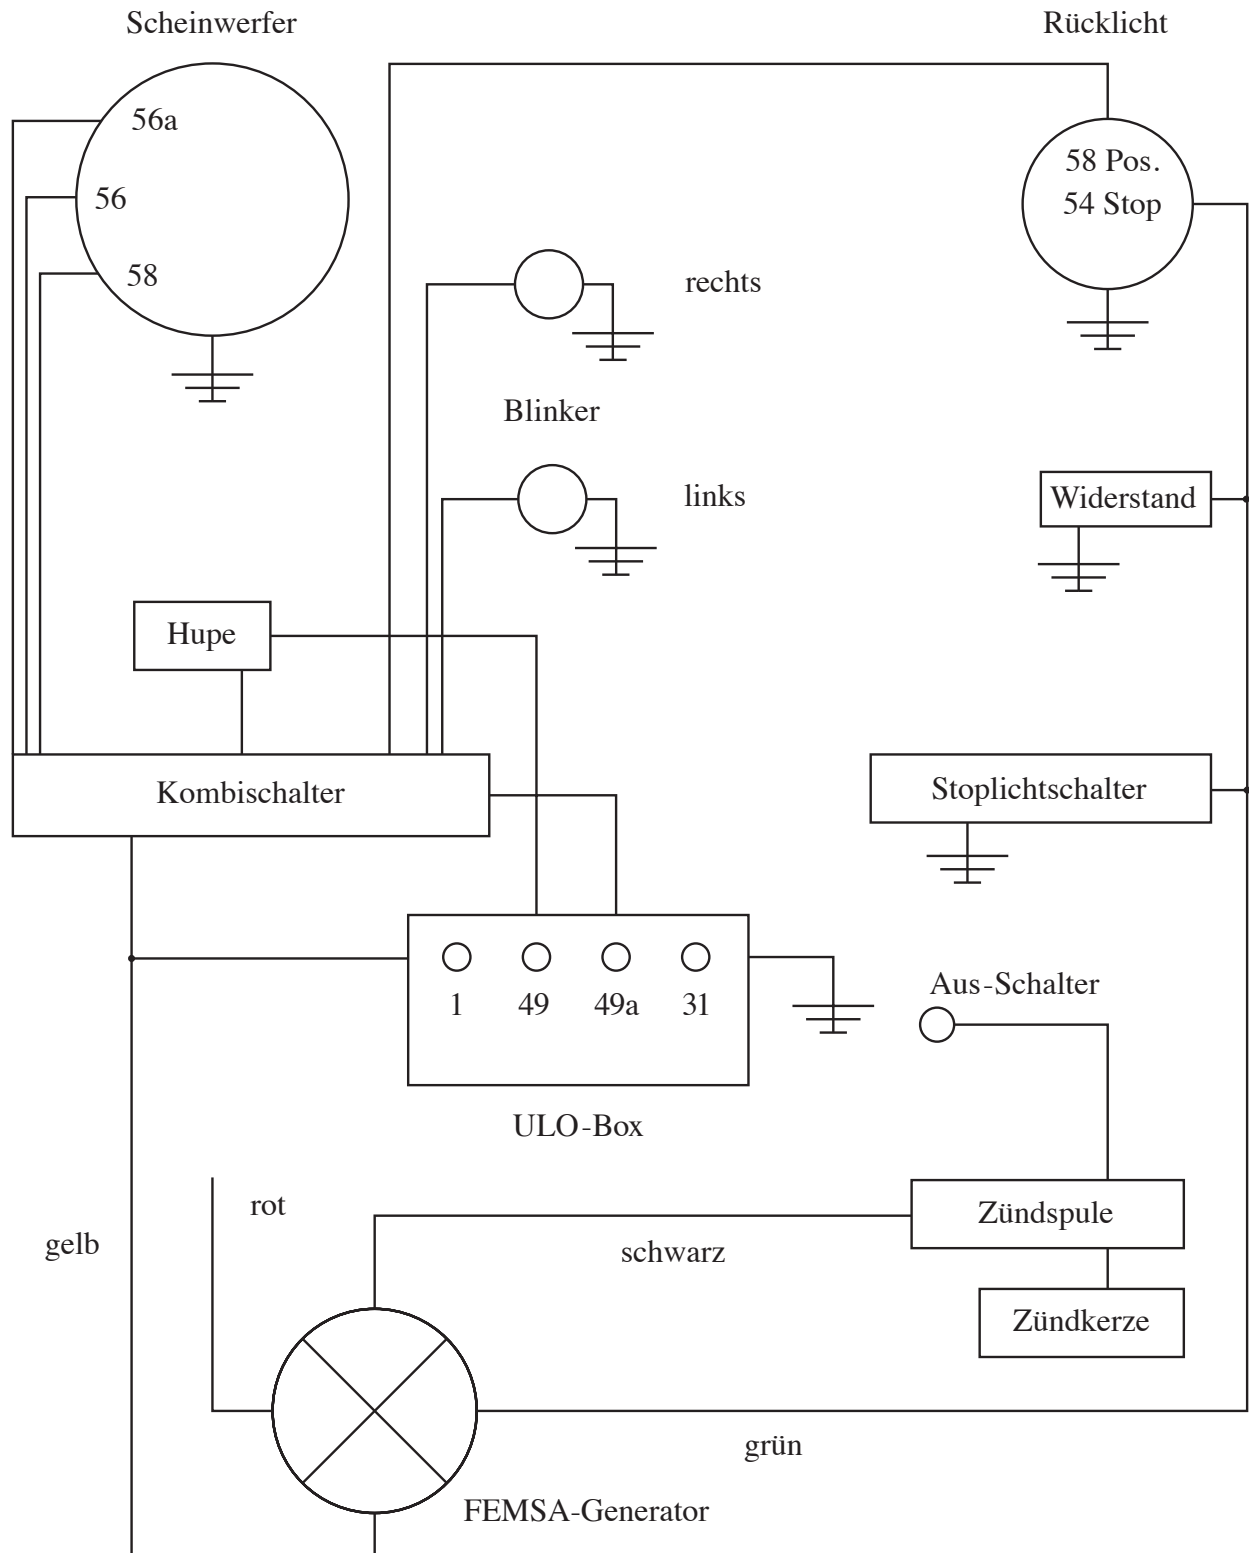 Scheinwerfer
Rücklicht
56a
56
58
58 Pos.
54 Stop
rechts
Blinker
links
Widerstand
Hupe
Kombischalter
Stoplichtschalter
1
49
49a
31
Aus-Schalter
ULO-Box
rot
gelb
schwarz
Zündspule
Zündkerze
grün
FEMSA-Generator